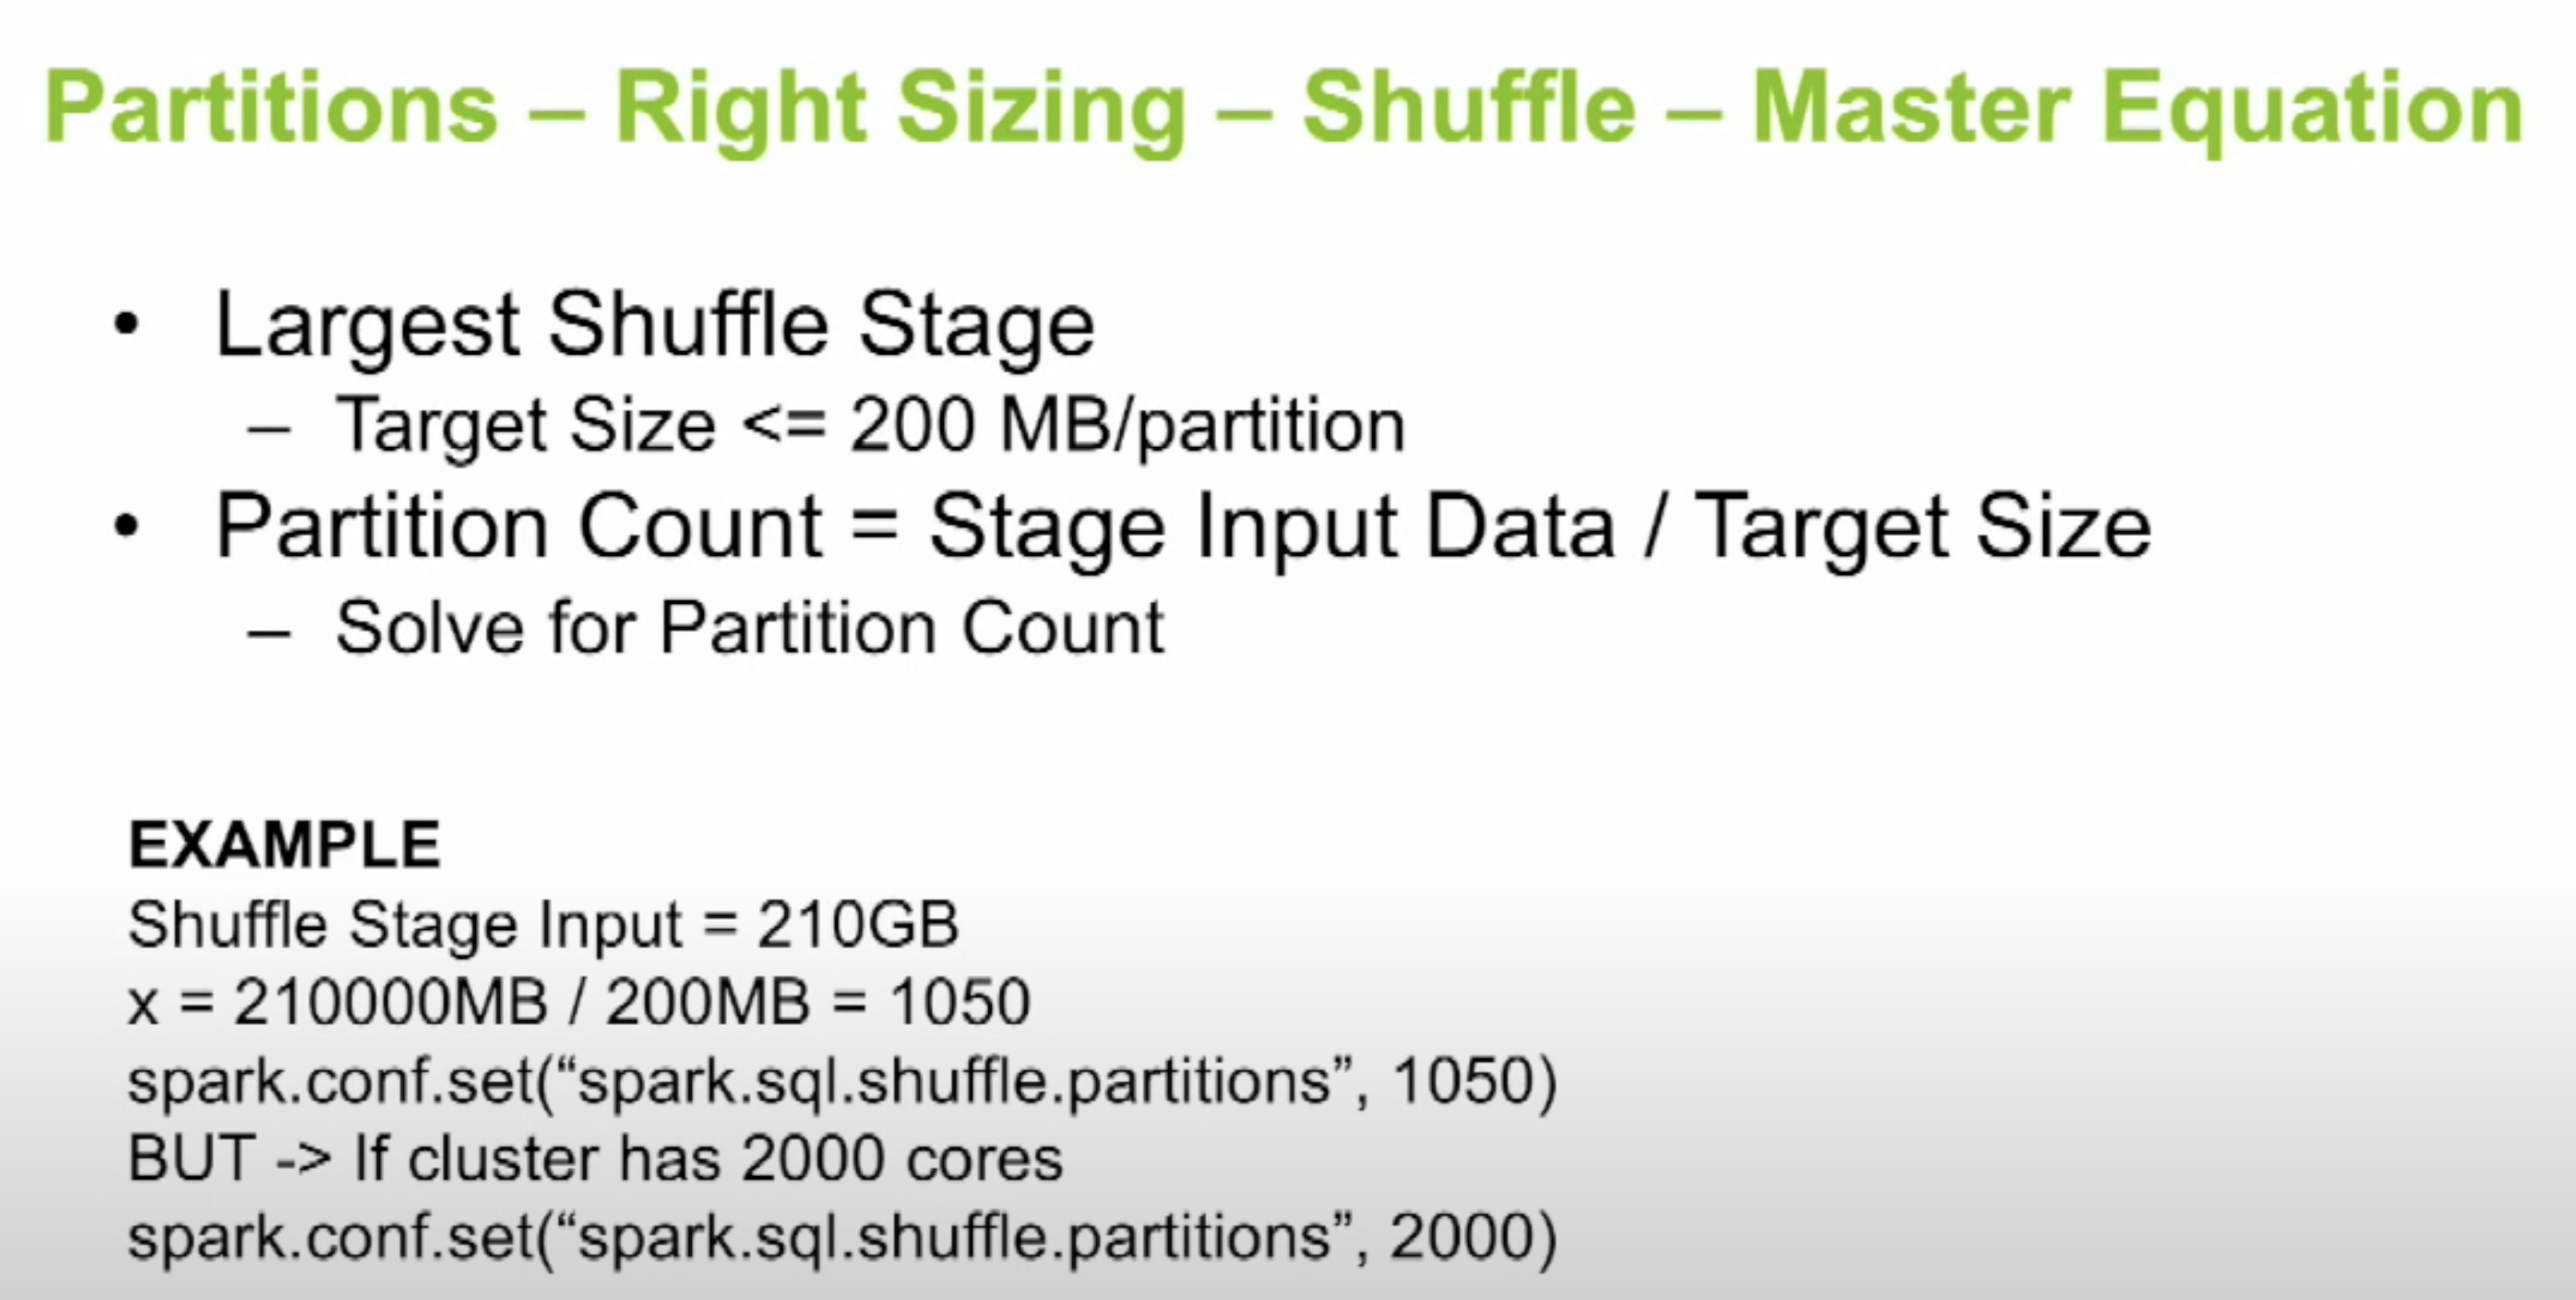 Partitions – Right Sizing – Shuffle – Master Equation
• Largest Shuffle Stage
– Target Size <= 200 MB/partition
• Partition Count = Stage Input Data / Target Size
– Solve for Partition Count
EXAMPLE
Shuffle Stage Input = 210GB
x = 210000MB / 200MB = 1050
spark.conf.set(“spark.sql.shuffle.partitions”, 1050)
BUT -> If cluster has 2000 cores
spark.conf.set(“spark.sql.shuffle.partitions”, 2000)